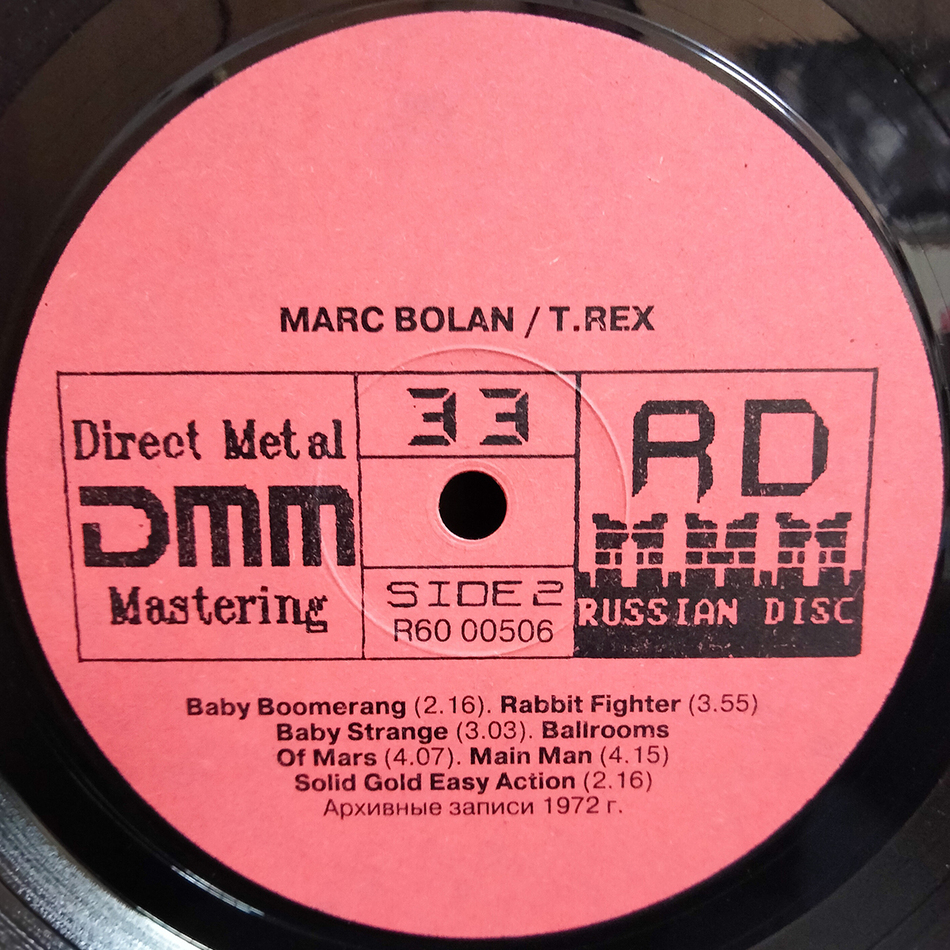 MARC BOLAN / T.REX
Direct Metal
DMM
Mastering
33
SIDE 2
R60 00506
RD
RUSSIAN DISC
Baby Boomerang (2.16). Rabbit Fighter (3.55)
Baby Strange (3.03). Ballrooms
Of Mars (4.07). Main Man (4.15)
Solid Gold Easy Action (2.16)
Архивные записи 1972 г.